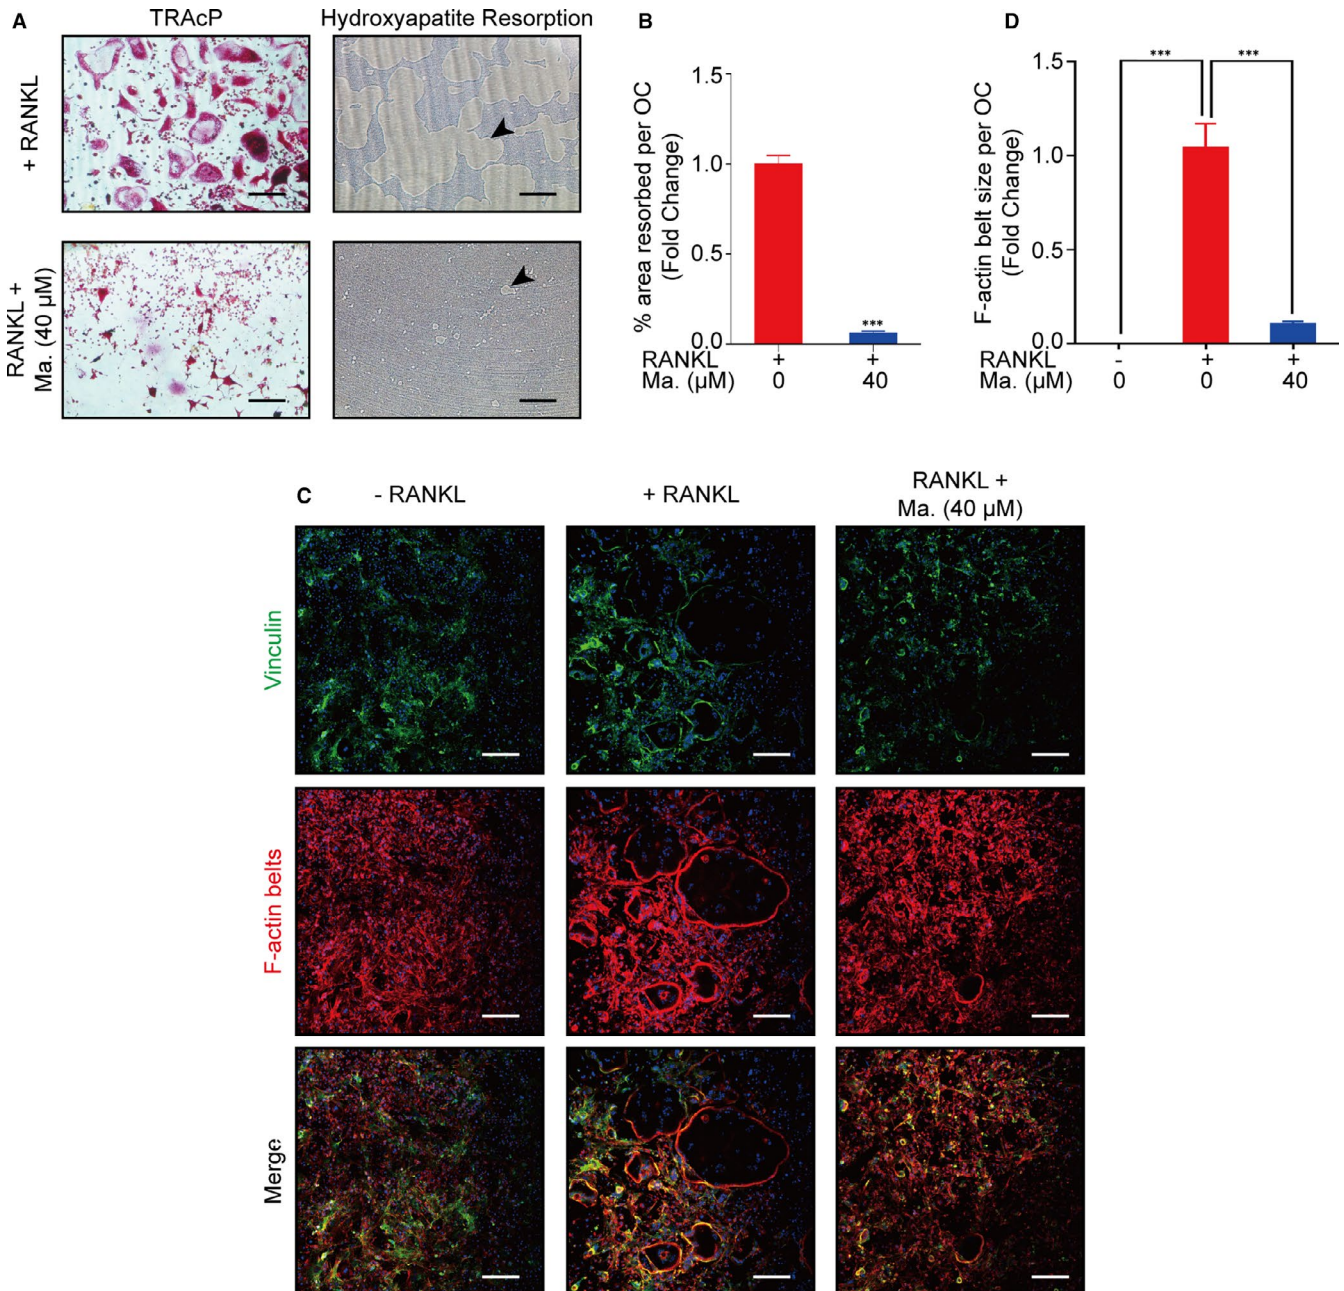 A
TRAcP
Hydroxyapatite Resorption
+ RANKL
RANKL +
Ma. (40 µM)
B
% area resorbed per OC
(Fold Change)
1.5
1.0
0.5
0.0
***
RANKL + +
Ma. (µM) 0 40
D
F-actin belt size per OC
(Fold Change)
1.5
1.0
0.5
0.0
*** ***
RANKL - + +
Ma. (µM) 0 0 40
C
- RANKL
+ RANKL
RANKL +
Ma. (40 µM)
Vinculin
F-actin belts
Merge